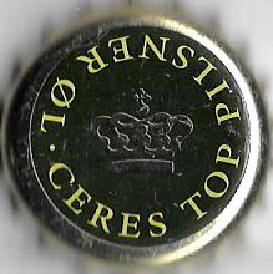 CERES TOP PILSNER ØL ·